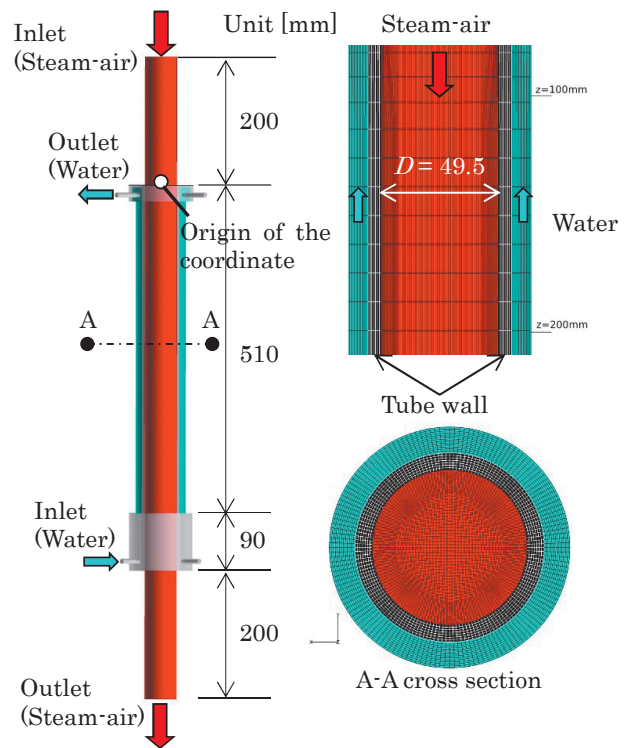 Unit [mm]
Inlet
(Steam-air)
200
Outlet
(Water)
Origin of the
coordinate
A
A
510
Inlet
(Water)
90
200
Outlet
(Steam-air)
Steam-air
z=100mm
D = 49.5
Water
z=200mm
Tube wall
x
z
A-A cross section